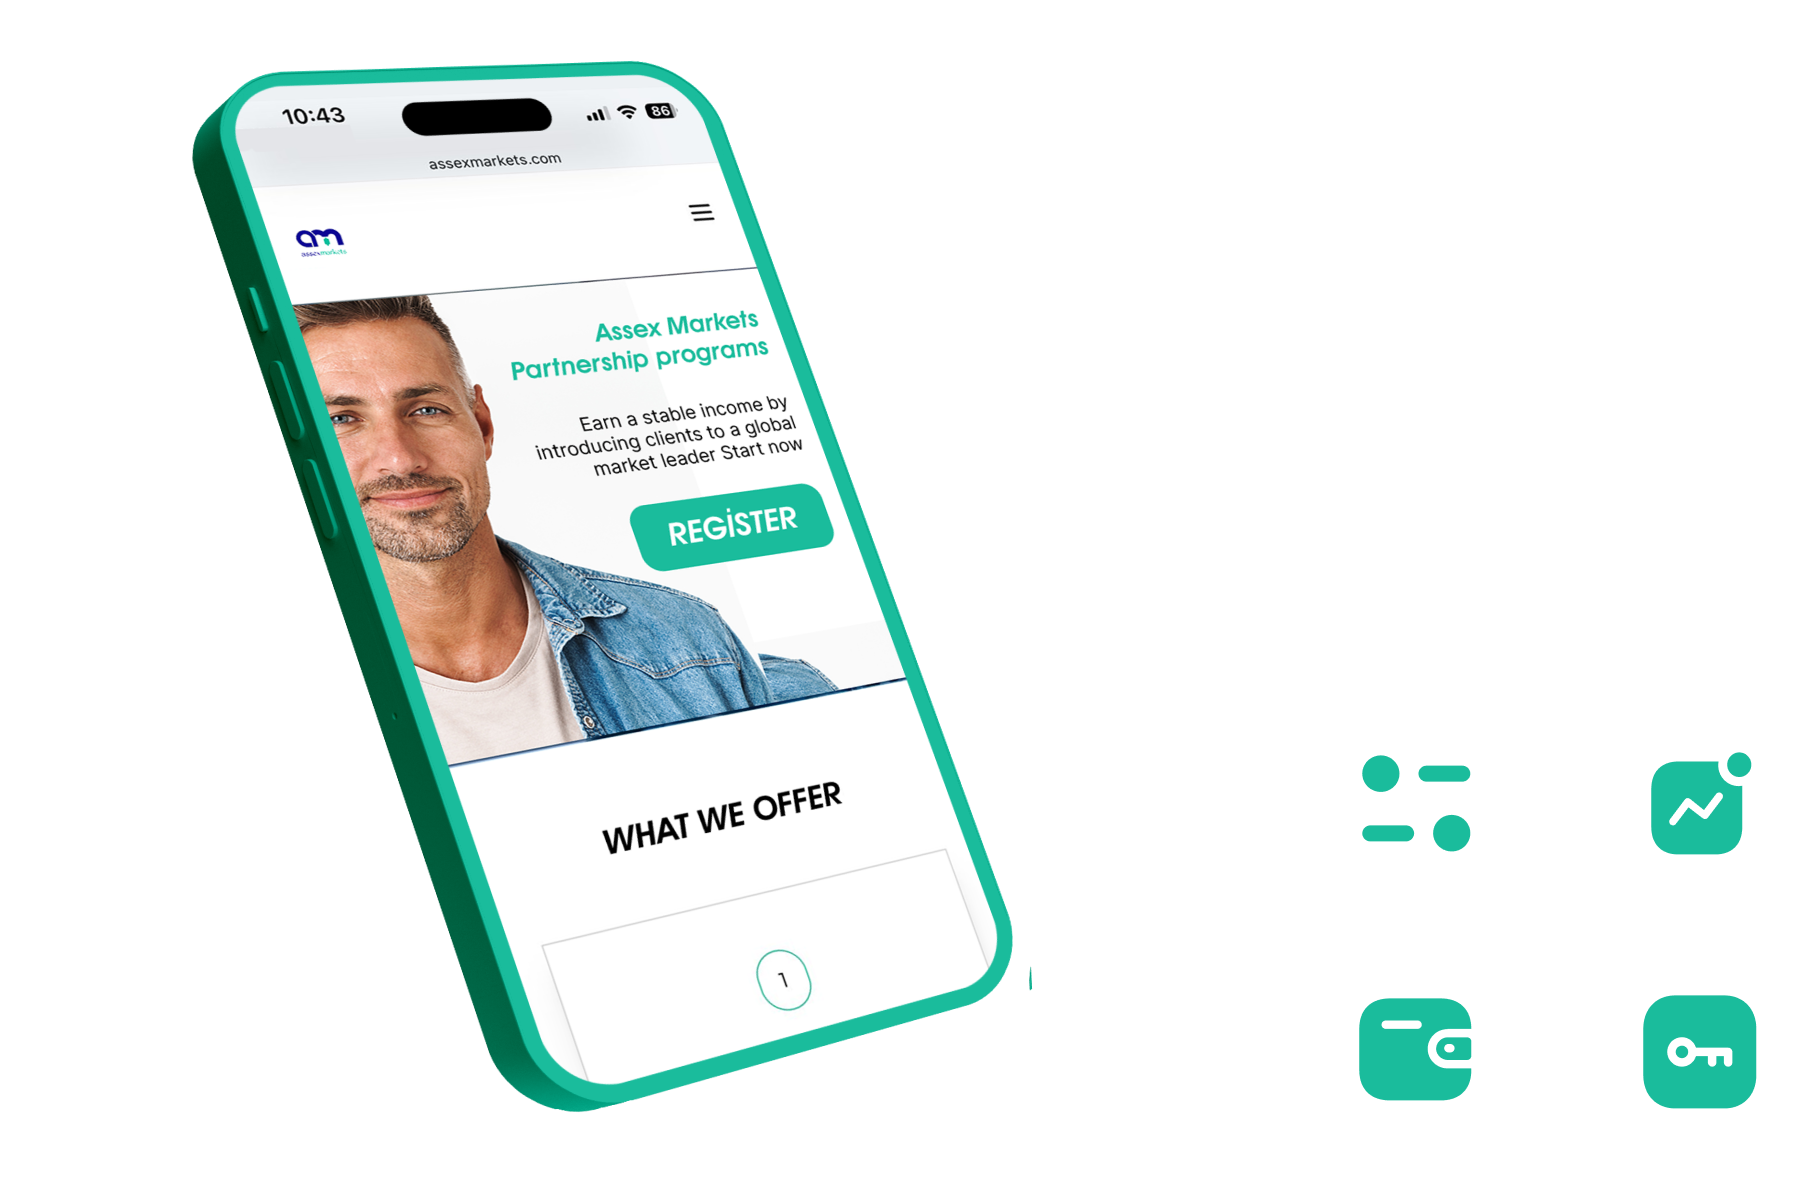 10:43
86
assexmarkets.com
am
assexmarkets
Assex Markets
Partnership programs
Earn a stable income by
introducing clients to a global
market leader Start now
REGİSTER
WHAT WE OFFER
1